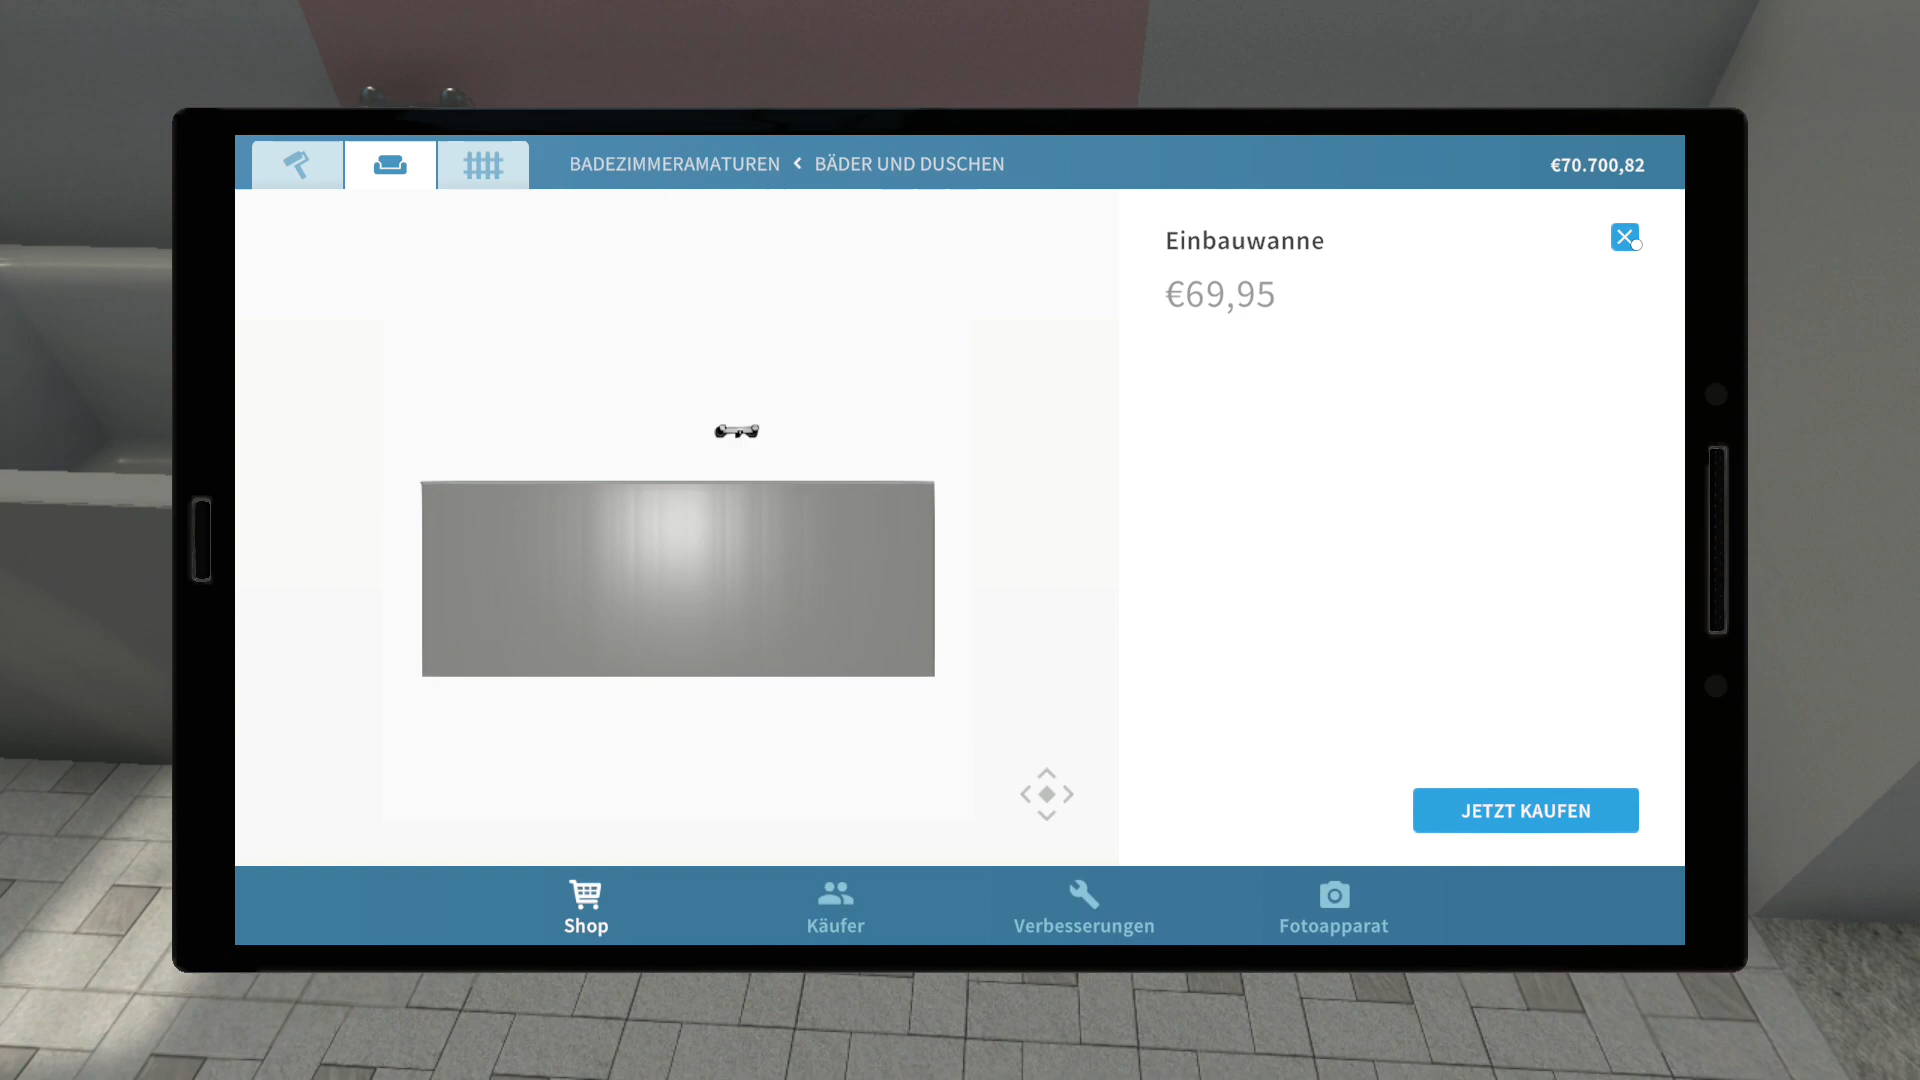 BADEZIMMERAMATUREN < BÄDER UND DUSCHEN
€70.700,82
Einbauwanne
€69,95
JETZT KAUFEN
Shop
Käufer
Verbesserungen
Fotoapparat